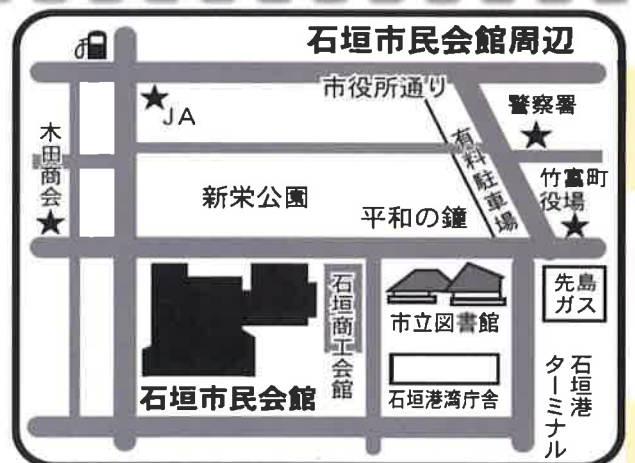 石垣市民会館周辺
市役所通り
JA
警察署
木田商会
有料駐車場
竹富町
役場
新栄公園
平和の鐘
先島
ガス
石垣商工会館
市立図書館
石垣市民会館
石垣港湾庁舎
石垣港
ターミナル